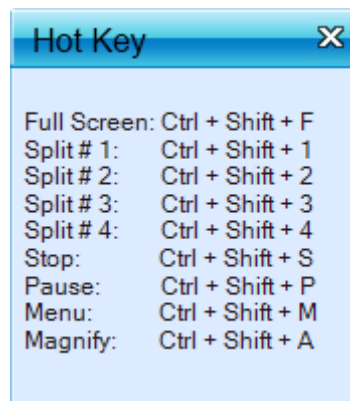 Hot Key
Full Screen: Ctrl + Shift + F
Split # 1: Ctrl + Shift + 1
Split # 2: Ctrl + Shift + 2
Split # 3: Ctrl + Shift + 3
Split # 4: Ctrl + Shift + 4
Stop: Ctrl + Shift + S
Pause: Ctrl + Shift + P
Menu: Ctrl + Shift + M
Magnify: Ctrl + Shift + A